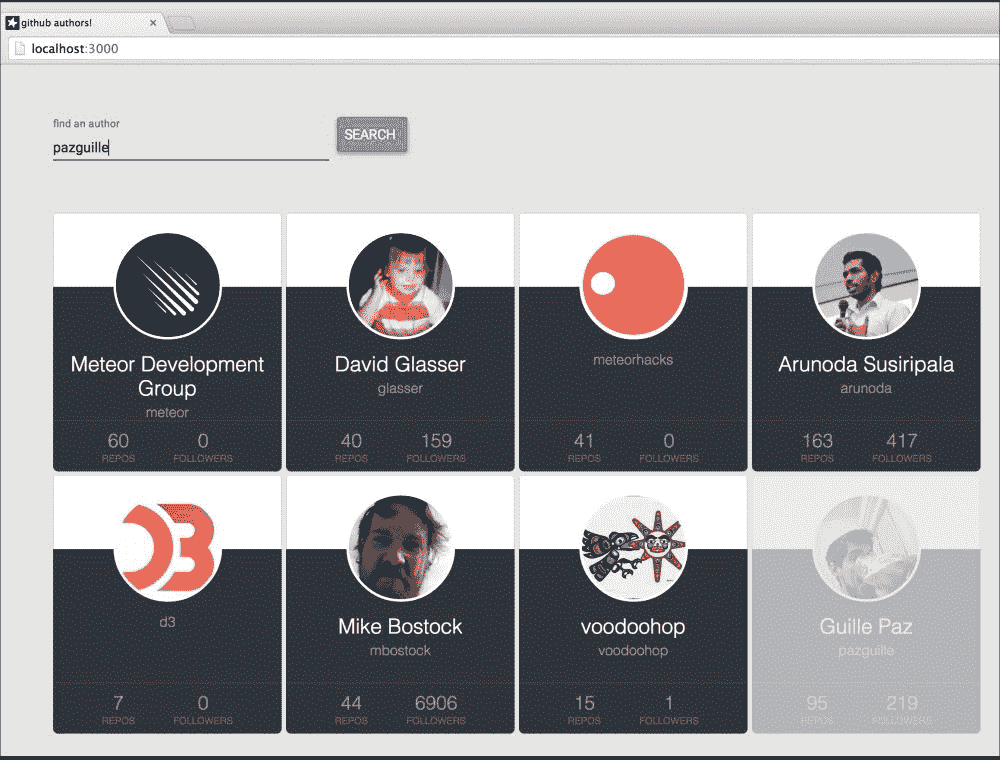 github authors!
localhost:3000
find an author
pazguille
SEARCH
Meteor Development
Group
meteor
60
0
REPOS
FOLLOWERS
David Glasser
glasser
40
159
REPOS
FOLLOWERS
meteorhacks
41
0
REPOS
FOLLOWERS
Arunoda Susiripala
arunoda
163
417
REPOS
FOLLOWERS
D3
d3
7
0
REPOS
FOLLOWERS
Mike Bostock
mbostock
44
6906
REPOS
FOLLOWERS
voodoohop
voodoohop
15
1
REPOS
FOLLOWERS
Guille Paz
pazguille
95
219
REPOS
FOLLOWERS